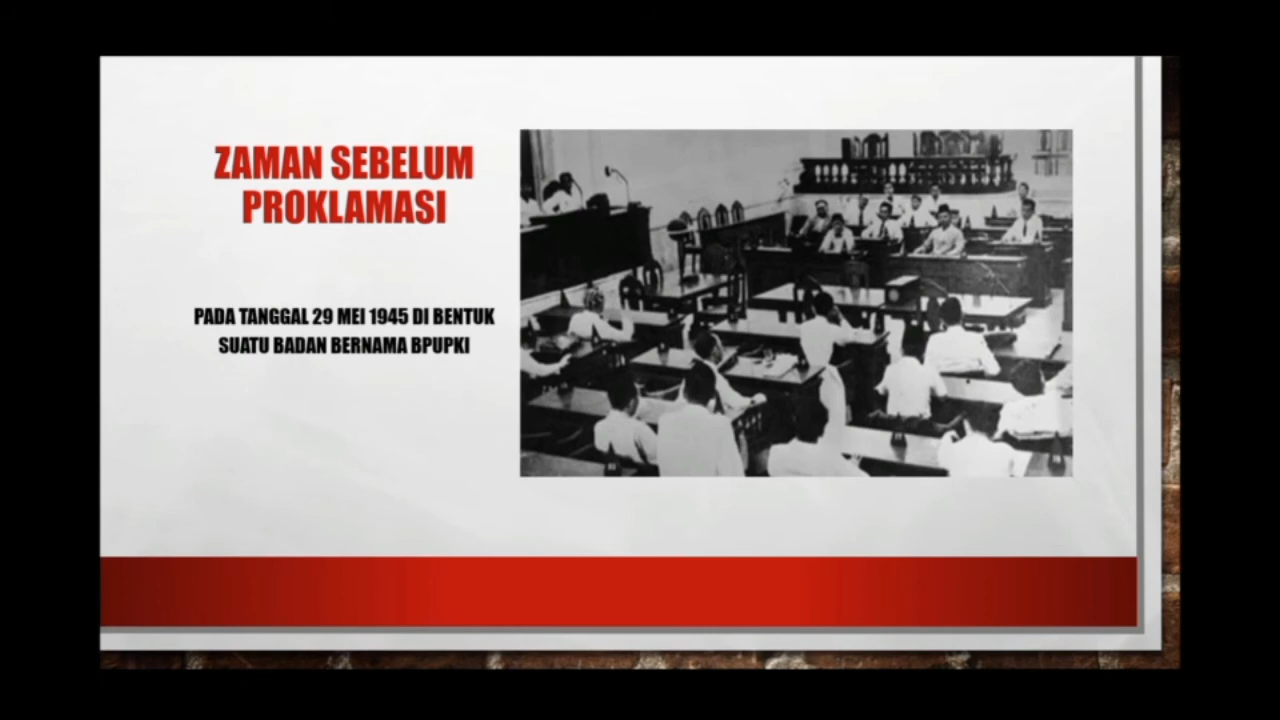 ZAMAN SEBELUM
PROKLAMASI
PADA TANGGAL 29 MEI 1945 DI BENTUK
SUATU BADAN BERNAMA BPUPKI